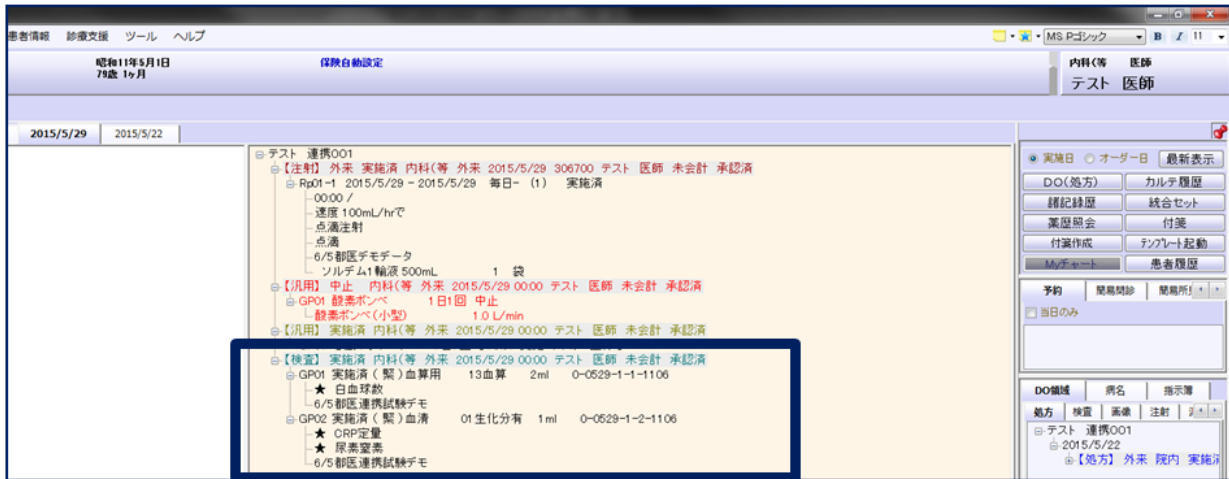 患者情報 診療支援 ツール ヘルプ
MS Pゴシック B I 11
昭和11年5月1日 保険自動設定 内科(等 医師
79歳 1ヶ月 テスト 医師
2015/5/29 2015/5/22
テスト 連携001
【注射】 外来 実施済 内科(等 外来 2015/5/29 306700 テスト 医師 未会計 承認済
Rp01-1 2015/5/29 - 2015/5/29 毎日- (1) 実施済
00:00 /
速度 100mL/hrで
点滴注射
点滴
6/5都医デモデータ
ソルデム1輸液 500mL 1 袋
【汎用】 中止 内科(等 外来 2015/5/29 00:00 テスト 医師 未会計 承認済
GP01 酸素ボンベ 1日1回 中止
酸素ボンベ(小型) 1.0 L/min
【汎用】 実施済 内科(等 外来 2015/5/29 00:00 テスト 医師 未会計 承認済
【検査】 実施済 内科(等 外来 2015/5/29 00:00 テスト 医師 未会計 承認済
GP01 実施済 ( 緊 )血算用 13血算 2ml 0-0529-1-1-1106
★ 白血球数
6/5都医連携試験デモ
GP02 実施済 ( 緊 )血清 01生化分有 1ml 0-0529-1-2-1106
★ CRP定量
★ 尿素窒素
6/5都医連携試験デモ
実施日 オーダー日 最新表示
DO(処方) カルテ履歴
諸記録歴 統合セット
薬歴照会 付箋
付箋作成 テンプレート起動
Myチャート 患者履歴
予約 簡易問診 簡易所
当日のみ
DO領域 病名 指示簿
処方 検査 画像 注射
テスト 連携001
2015/5/22
【処方】 外来 院内 実施済